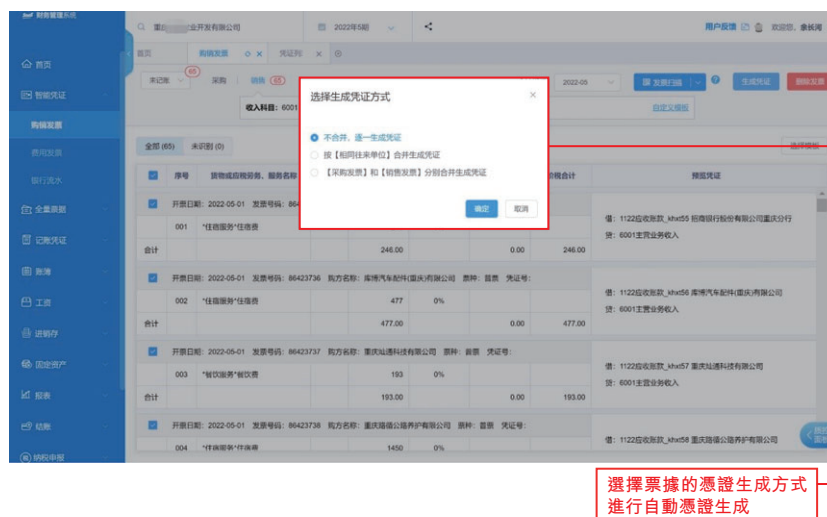 财务管理系统
重庆 业开发有限公司
2022年5期
用户反馈
欢迎您,
首页
购销发票
凭证列
未记账
65
采购
销货 65
2022-05
发票扫描
生成凭证
删除发票
收入科目: 6001
自定义模板
全部 (65) 未识别 (0)
选择模板
首页
智能凭证
购销发票
费用发票
银行流水
全量票据
记账凭证
账簿
工资
进销存
固定资产
报表
结账
纳税申报
选择生成凭证方式
不合并,逐一生成凭证
按【相同往来单位】合并生成凭证
【采购发票】和【销售发票】分别合并生成凭证
确定
取消
序号
货物或应税劳务、服务名称
价税合计
预览凭证
开票日期: 2022-05-01 发票号码: 864
001 *住宿服务*住宿费
合计 246.00 0.00 246.00
借: 1122应收账款_khxt55 招商银行股份有限公司重庆分行
贷: 6001主营业务收入
开票日期: 2022-05-01 发票号码: 86423736 购方名称: 库博汽车配件(重庆)有限公司 票种: 普票 凭证号:
002 *住宿服务*住宿费 477 0%
合计 477.00 0.00 477.00
借: 1122应收账款_khxt56 库博汽车配件(重庆)有限公司
贷: 6001主营业务收入
开票日期: 2022-05-01 发票号码: 86423737 购方名称: 重庆灿通科技有限公司 票种: 普票 凭证号:
003 *餐饮服务*餐饮费 193 0%
合计 193.00 0.00 193.00
借: 1122应收账款_khxt57 重庆灿通科技有限公司
贷: 6001主营业务收入
开票日期: 2022-05-01 发票号码: 86423738 购方名称: 重庆路德公路养护有限公司 票种: 普票 凭证号:
004 *住宿服务*住宿费 1450 0%
借: 1122应收账款_khxt58 重庆路德公路养护有限公司
選擇票據的憑證生成方式
進行自動憑證生成